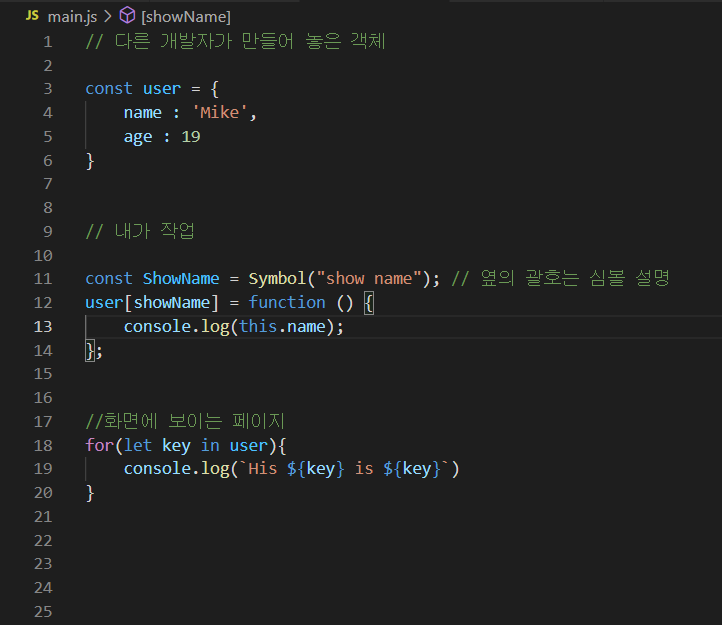 JS main.js > [showName]
1 // 다른 개발자가 만들어 놓은 객체
2
3 const user = {
4 name : 'Mike',
5 age : 19
6 }
7
8
9 // 내가 작업
10
11 const ShowName = Symbol("show name"); // 옆의 괄호는 심볼 설명
12 user[showName] = function () {
13 console.log(this.name);
14 };
15
16
17 //화면에 보이는 페이지
18 for(let key in user){
19 console.log(`His ${key} is ${key}`)
20 }
21
22
23
24
25